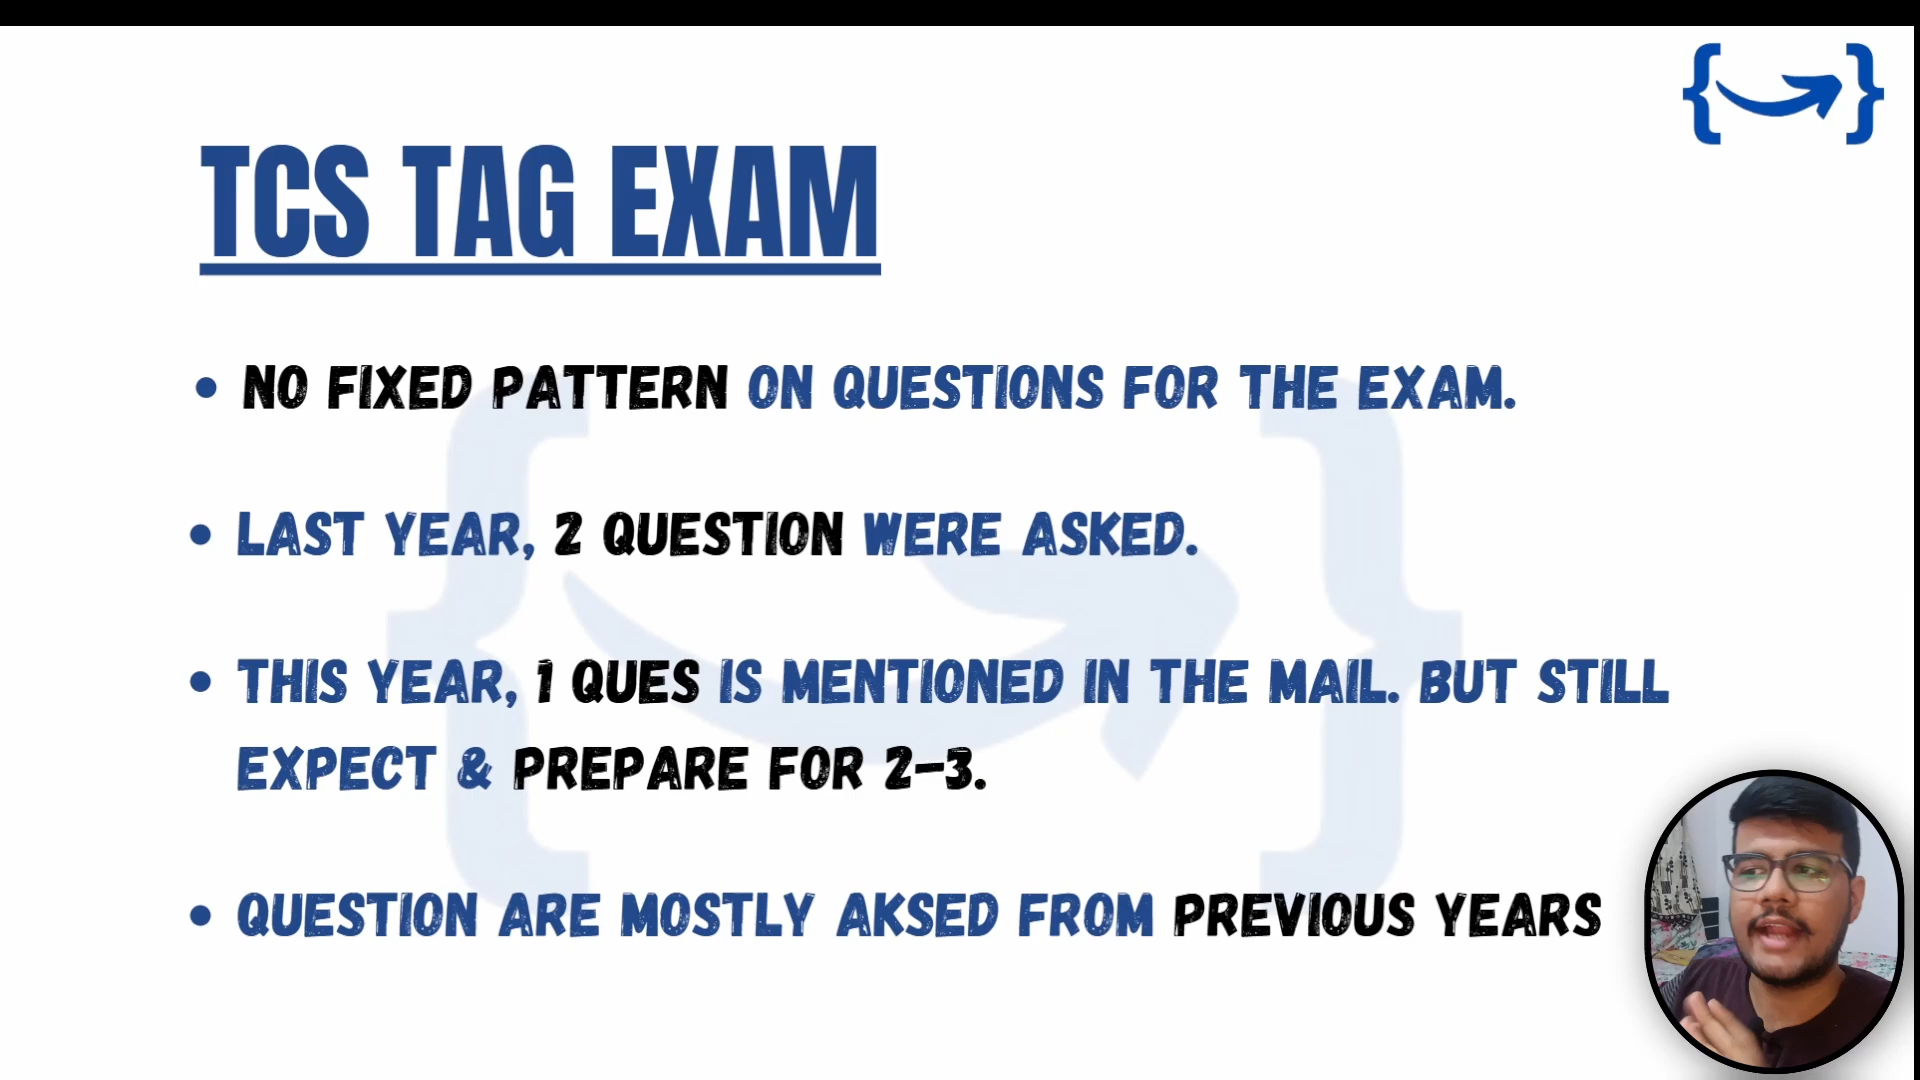 TCS TAG EXAM
• NO FIXED PATTERN ON QUESTIONS FOR THE EXAM.
• LAST YEAR, 2 QUESTION WERE ASKED.
• THIS YEAR, 1 QUES IS MENTIONED IN THE MAIL. BUT STILL
EXPECT & PREPARE FOR 2-3.
• QUESTION ARE MOSTLY AKSED FROM PREVIOUS YEARS